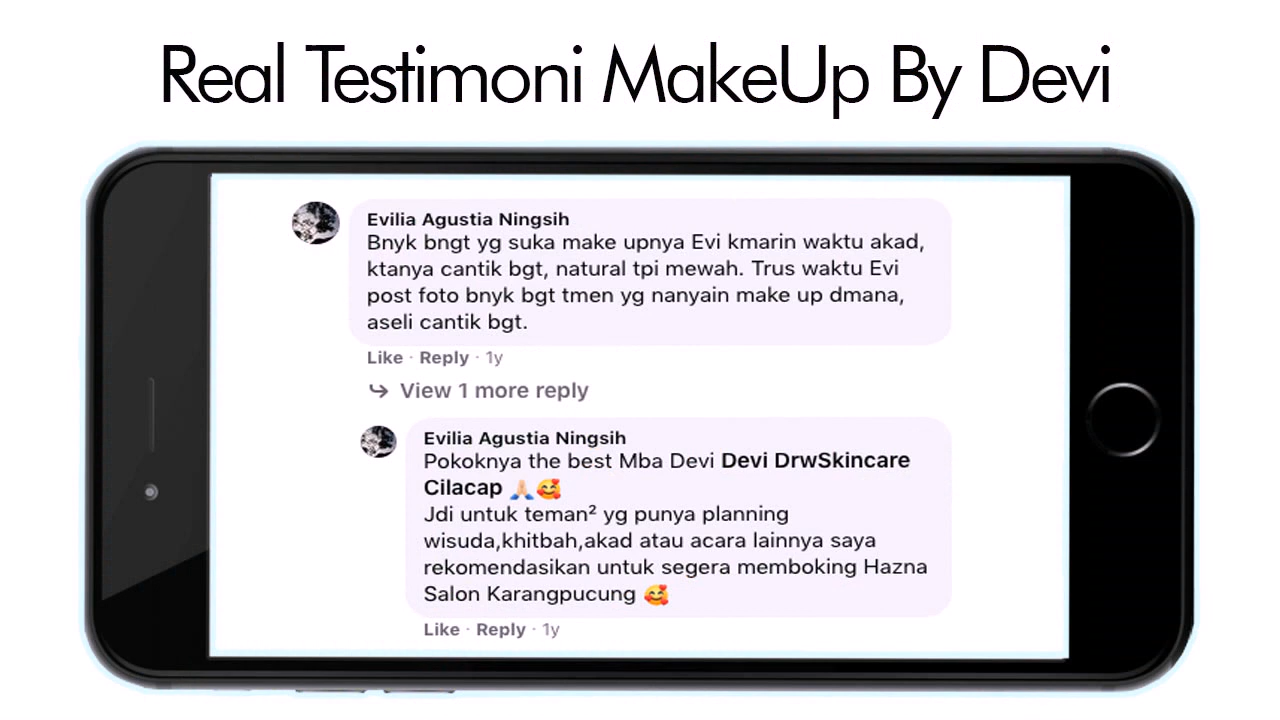 Real Testimoni MakeUp By Devi
Evilia Agustia Ningsih
Bnyk bngt yg suka make upnya Evi kmarin waktu akad,
ktanya cantik bgt, natural tpi mewah. Trus waktu Evi
post foto bnyk bgt tmen yg nanyain make up dmana,
aseli cantik bgt.
Like · Reply · 1y
View 1 more reply
Evilia Agustia Ningsih
Pokoknya the best Mba Devi Devi DrwSkincare
Cilacap 🙏🏻🥰
Jdi untuk teman² yg punya planning
wisuda,khitbah,akad atau acara lainnya saya
rekomendasikan untuk segera memboking Hazna
Salon Karangpucung 🥰
Like · Reply · 1y